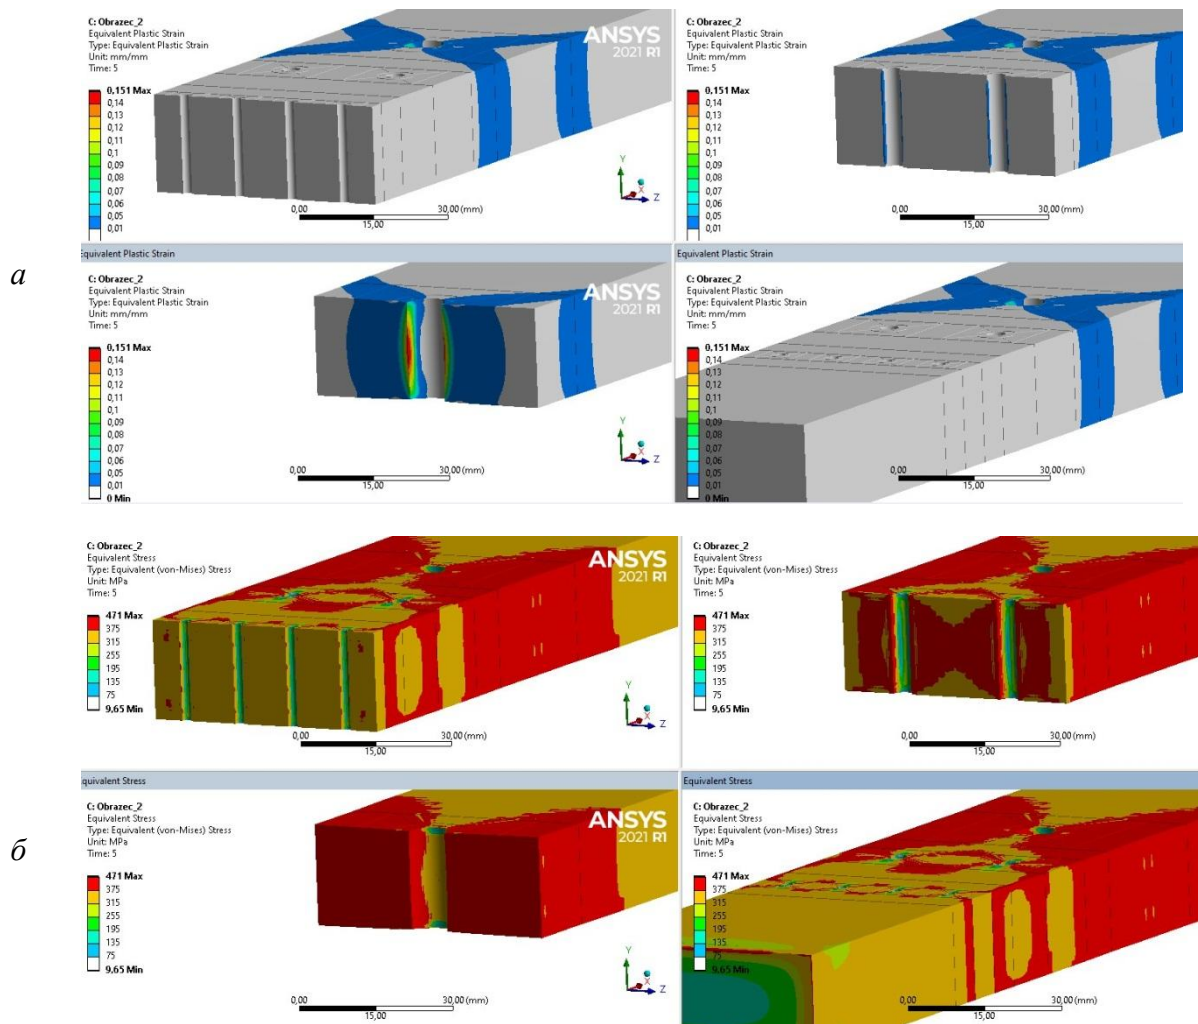 C: Obrazec_2
Equivalent Plastic Strain
Type: Equivalent Plastic Strain
Unit: mm/mm
Time: 5
0,151 Max
0,14
0,13
0,12
0,11
0,1
0,09
0,08
0,07
0,06
0,05
0,01
ANSYS
2021 R1
Y
X
Z
0,00
30,00 (mm)
15,00
C: Obrazec_2
Equivalent Plastic Strain
Type: Equivalent Plastic Strain
Unit: mm/mm
Time: 5
0,151 Max
0,14
0,13
0,12
0,11
0,1
0,09
0,08
0,07
0,06
0,05
0,01
0,00
30,00 (mm)
15,00
а
Equivalent Plastic Strain
C: Obrazec_2
Equivalent Plastic Strain
Type: Equivalent Plastic Strain
Unit: mm/mm
Time: 5
0,151 Max
0,14
0,13
0,12
0,11
0,1
0,09
0,08
0,07
0,06
0,05
0,01
0 Min
ANSYS
2021 R1
Y
X
Z
0,00
30,00 (mm)
15,00
Equivalent Plastic Strain
C: Obrazec_2
Equivalent Plastic Strain
Type: Equivalent Plastic Strain
Unit: mm/mm
Time: 5
0,151 Max
0,14
0,13
0,12
0,11
0,1
0,09
0,08
0,07
0,06
0,05
0,01
0 Min
0,00
30,00 (mm)
15,00
C: Obrazec_2
Equivalent Stress
Type: Equivalent (von-Mises) Stress
Unit: MPa
Time: 5
471 Max
375
315
255
195
135
75
9,65 Min
ANSYS
2021 R1
Y
X
Z
0,00
30,00 (mm)
15,00
C: Obrazec_2
Equivalent Stress
Type: Equivalent (von-Mises) Stress
Unit: MPa
Time: 5
471 Max
375
315
255
195
135
75
9,65 Min
0,00
30,00 (mm)
15,00
б
quivalent Stress
C: Obrazec_2
Equivalent Stress
Type: Equivalent (von-Mises) Stress
Unit: MPa
Time: 5
471 Max
375
315
255
195
135
75
9,65 Min
ANSYS
2021 R1
Y
X
Z
0,00
30,00 (mm)
15,00
Equivalent Stress
C: Obrazec_2
Equivalent Stress
Type: Equivalent (von-Mises) Stress
Unit: MPa
Time: 5
471 Max
375
315
255
195
135
75
9,65 Min
0,00
30,00 (mm)
15,00